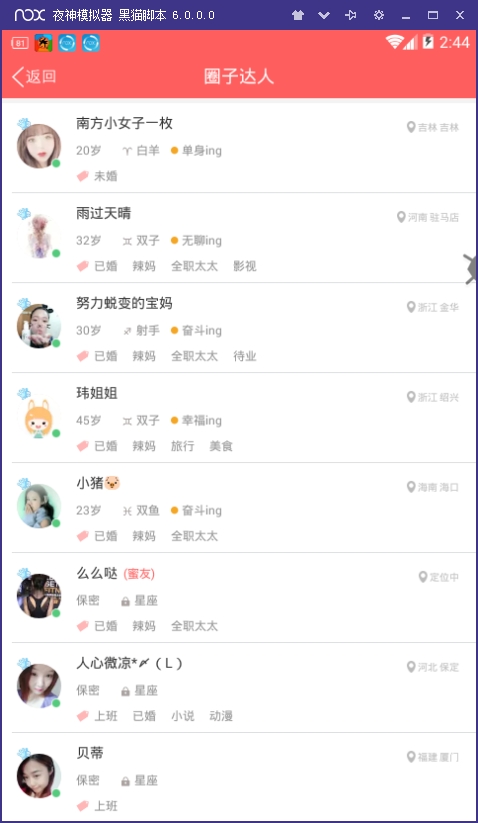 nox 夜神模拟器 黑猫脚本 6.0.0.0
81 2:44
返回 圈子达人
南方小女子一枚 吉林 吉林
20岁 白羊 单身ing
未婚
雨过天晴 河南 驻马店
32岁 双子 无聊ing
已婚 辣妈 全职太太 影视
努力蜕变的宝妈 浙江 金华
30岁 射手 奋斗ing
已婚 辣妈 全职太太 待业
玮姐姐 浙江 绍兴
45岁 双子 幸福ing
已婚 辣妈 旅行 美食
小猪🐷 海南 海口
23岁 双鱼 奋斗ing
已婚 辣妈 全职太太
么么哒 (蜜友) 定位中
保密 星座
已婚 辣妈 全职太太
人心微凉*〆（Ｌ） 河北 保定
保密 星座
上班 已婚 小说 动漫
贝蒂 福建 厦门
保密 星座
上班